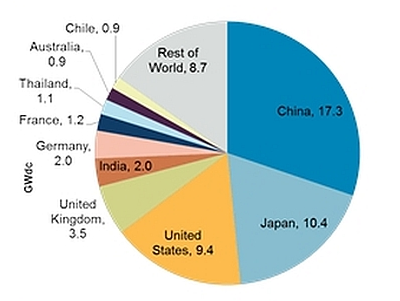 Chile, 0.9
Australia,
0.9
Thailand,
1.1
France, 1.2
Germany,
2.0
India, 2.0
United
Kingdom,
3.5
GWdc
Rest of
World, 8.7
China, 17.3
Japan, 10.4
United
States, 9.4